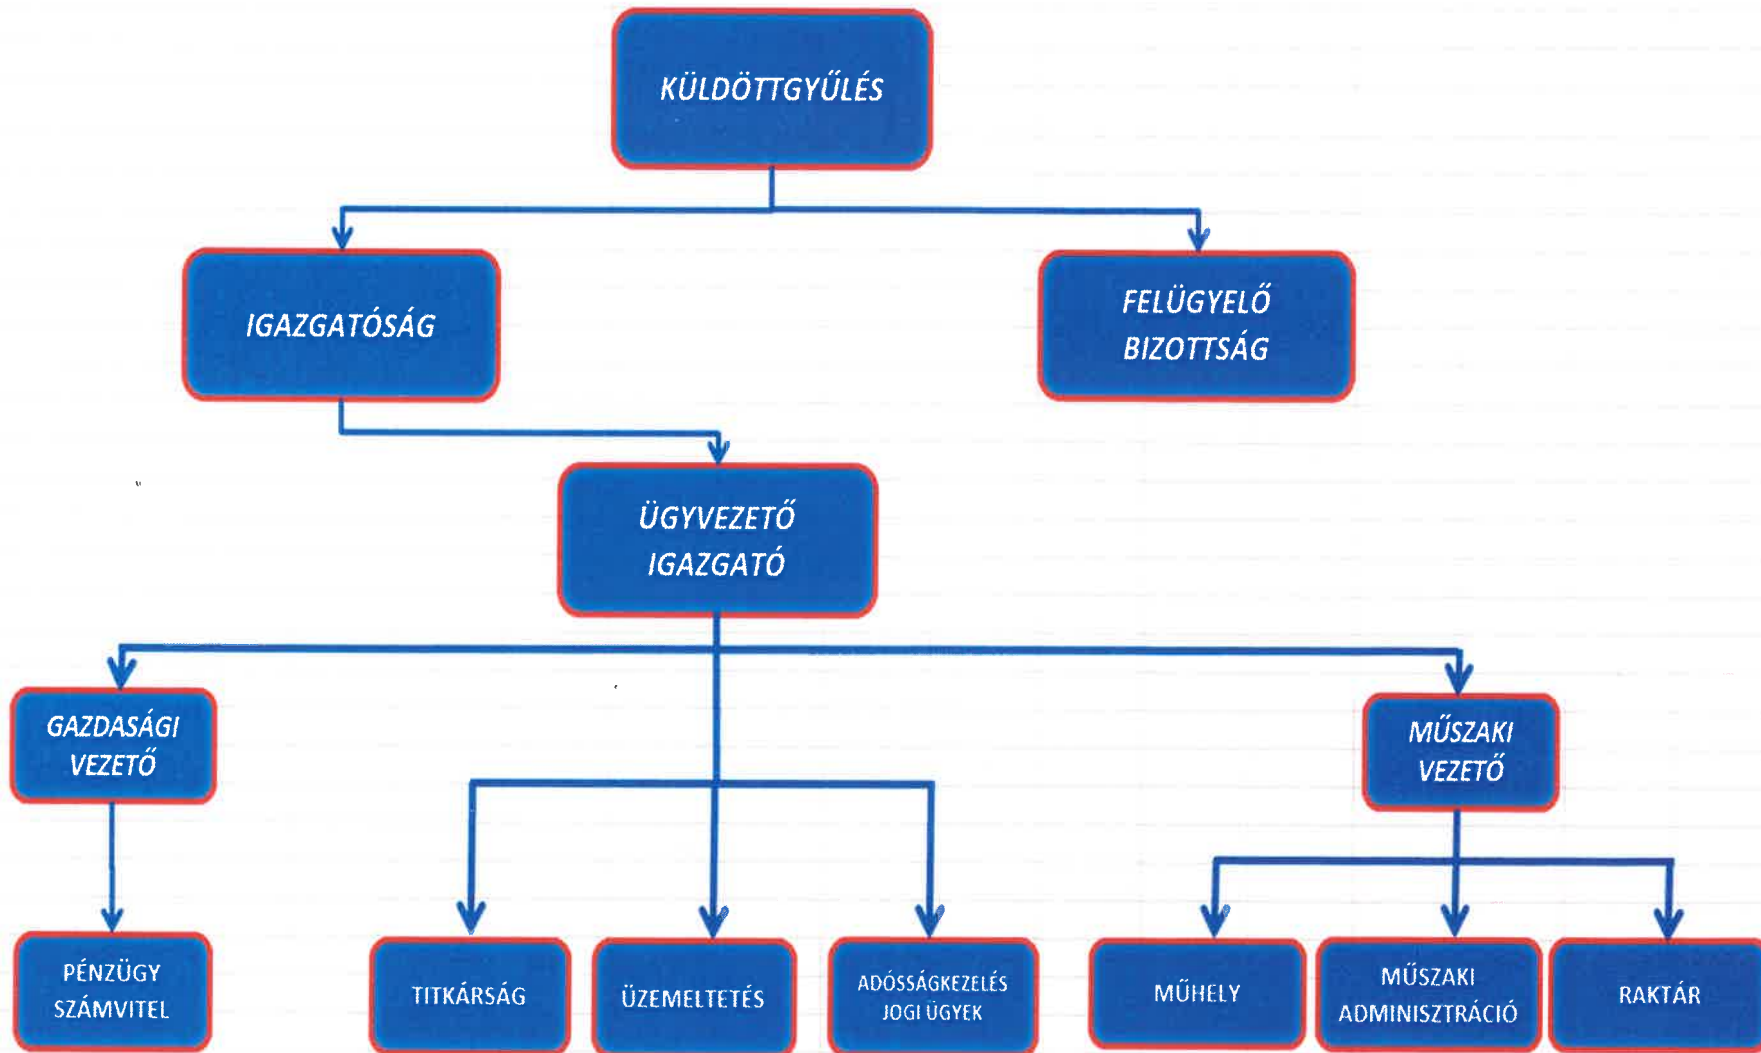 KÜLDÖTTGYŰLÉS
IGAZGATÓSÁG
FELÜGYELŐ
BIZOTTSÁG
ÜGYVEZETŐ
IGAZGATÓ
GAZDASÁGI
VEZETŐ
MŰSZAKI
VEZETŐ
PÉNZÜGY
SZÁMVITEL
TITKÁRSÁG
ÜZEMELTETÉS
ADÓSSÁGKEZELÉS
JOGI ÜGYEK
MŰHELY
MŰSZAKI
ADMINISZTRÁCIÓ
RAKTÁR